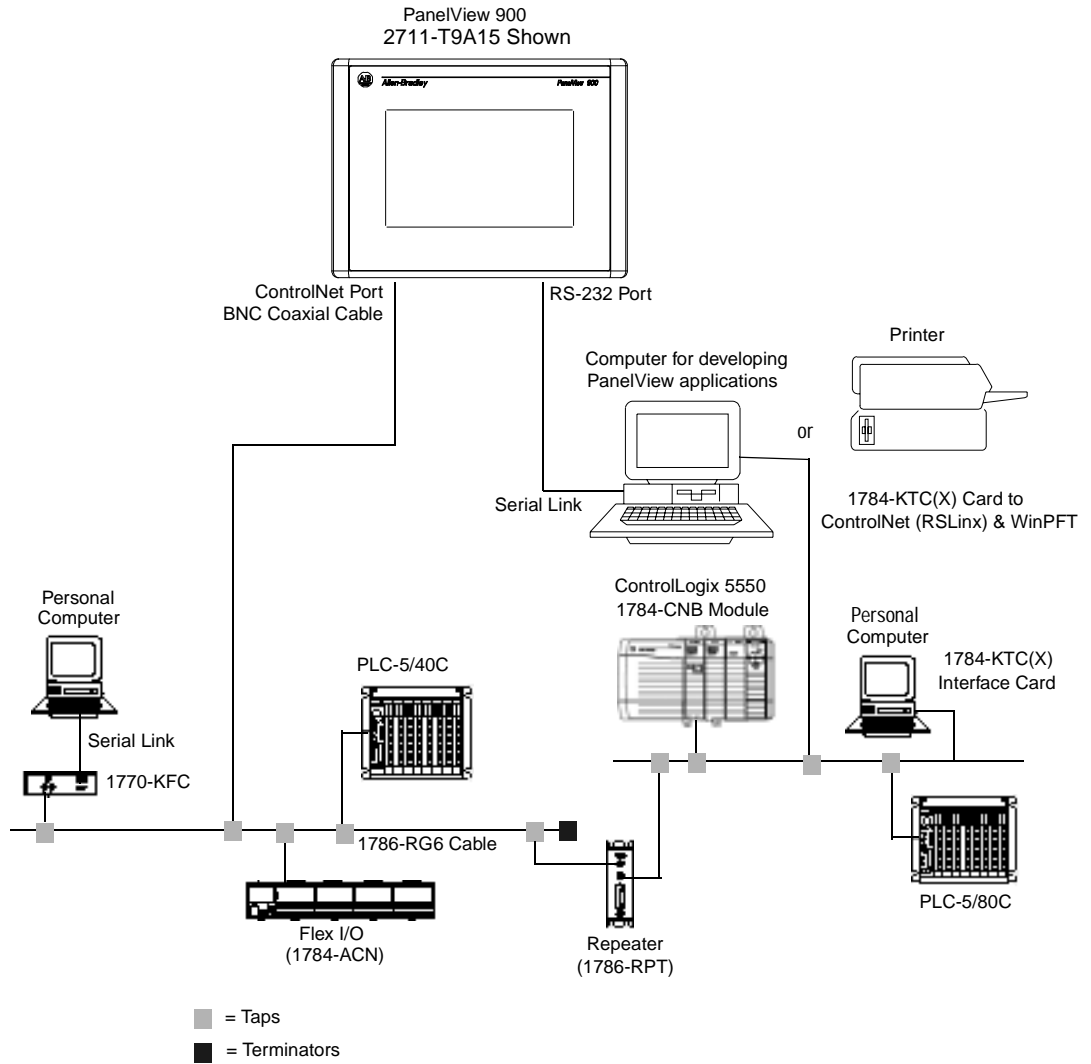 PanelView 900
2711-T9A15 Shown
Allen-Bradley
PanelView 900
ControlNet Port
BNC Coaxial Cable
RS-232 Port
Printer
Computer for developing
PanelView applications
or
Serial Link
1784-KTC(X) Card to
ControlNet (RSLinx) & WinPFT
ControlLogix 5550
1784-CNB Module
Personal
Computer
PLC-5/40C
Personal
Computer
1784-KTC(X)
Interface Card
Serial Link
1770-KFC
1786-RG6 Cable
PLC-5/80C
Flex I/O
(1784-ACN)
Repeater
(1786-RPT)
= Taps
= Terminators